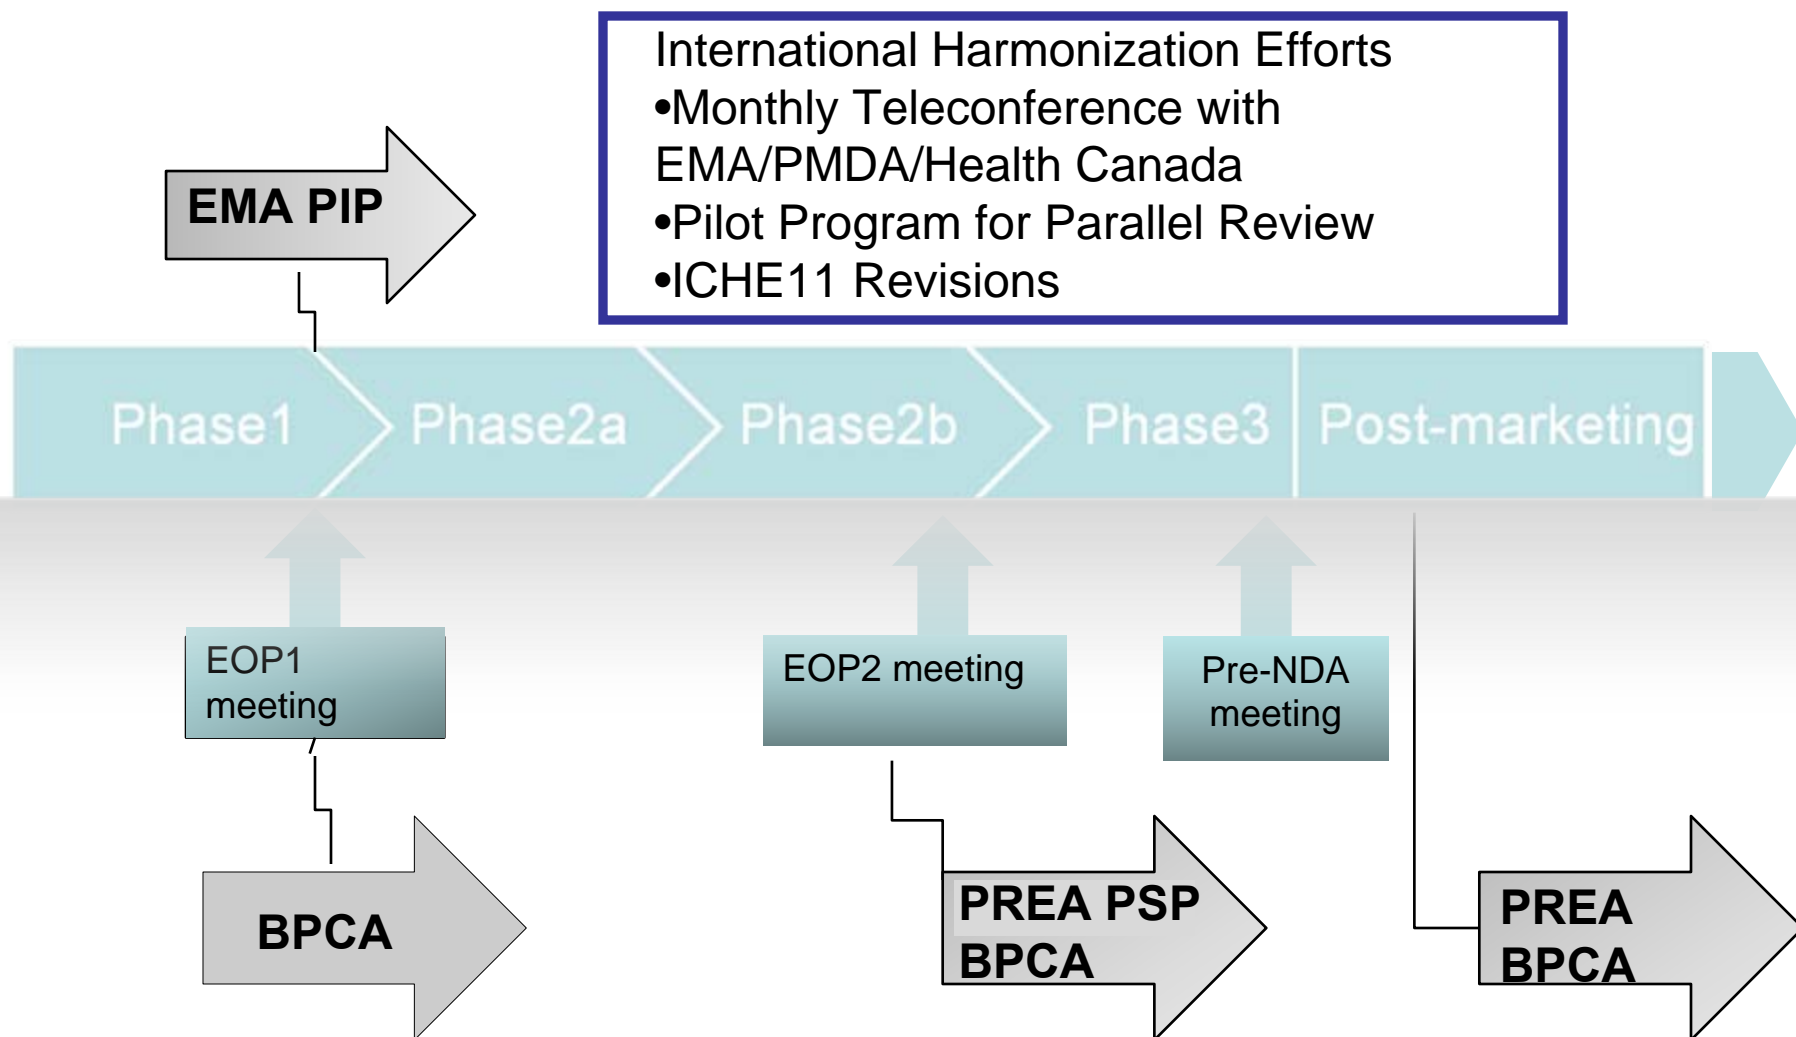 International Harmonization Efforts
•Monthly Teleconference with
EMA/PMDA/Health Canada
•Pilot Program for Parallel Review
•ICHE11 Revisions
EMA PIP
Phase1
Phase2a
Phase2b
Phase3
Post-marketing
EOP1
meeting
EOP2 meeting
Pre-NDA
meeting
BPCA
PREA PSP
BPCA
PREA
BPCA